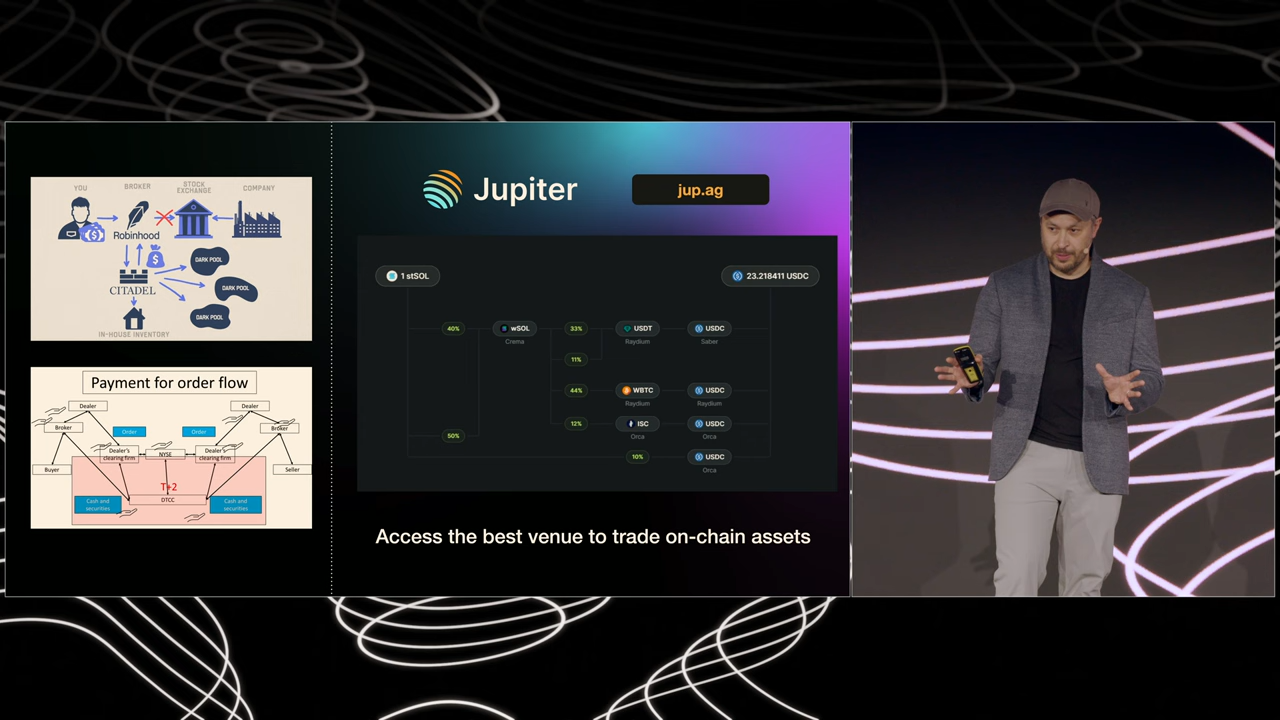 YOU
BROKER
STOCK
EXCHANGE
COMPANY
Robinhood
DARK POOL
CITADEL
DARK POOL
DARK POOL
IN-HOUSE INVENTORY
Payment for order flow
Dealer
Dealer
Broker
Order
Order
Broker
Dealer's
clearing firm
NYSE
Dealer's
clearing firm
Buyer
Seller
T+2
DTCC
Cash and
securities
Cash and
securities
Jupiter
jup.ag
1 stSOL
23.218411 USDC
40%
wSOL
33%
USDT
USDC
Crema
Raydium
Saber
11%
44%
WBTC
USDC
Raydium
Raydium
12%
ISC
USDC
Orca
Orca
50%
10%
USDC
Orca
Access the best venue to trade on-chain assets